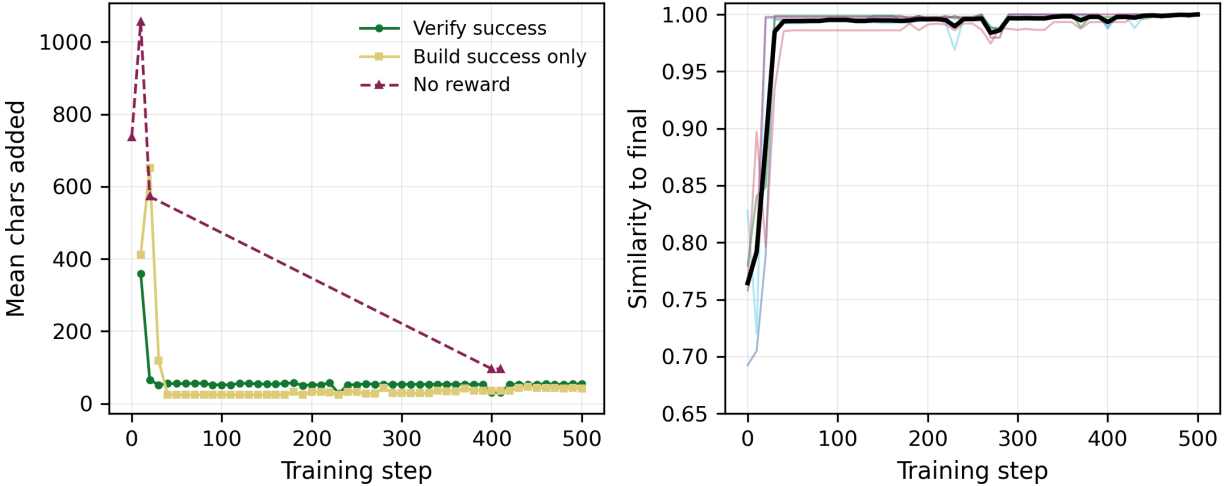 Mean chars added
1000
800
600
400
200
0
Verify success
Build success only
No reward
0 100 200 300 400 500
Training step
Similarity to final
1.00
0.95
0.90
0.85
0.80
0.75
0.70
0.65
0 100 200 300 400 500
Training step